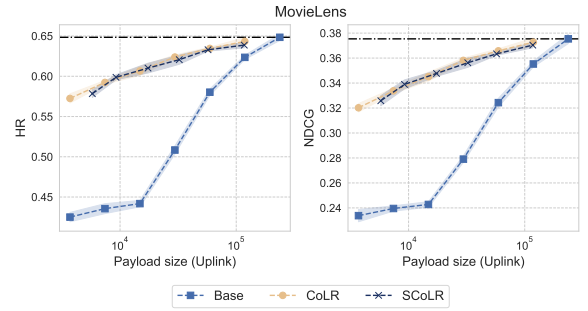 MovieLens
0.65
0.60
0.55
0.50
0.45
HR
10^4
10^5
Payload size (Uplink)
0.38
0.36
0.34
0.32
0.30
0.28
0.26
0.24
NDCG
10^4
10^5
Payload size (Uplink)
Base
CoLR
SCoLR